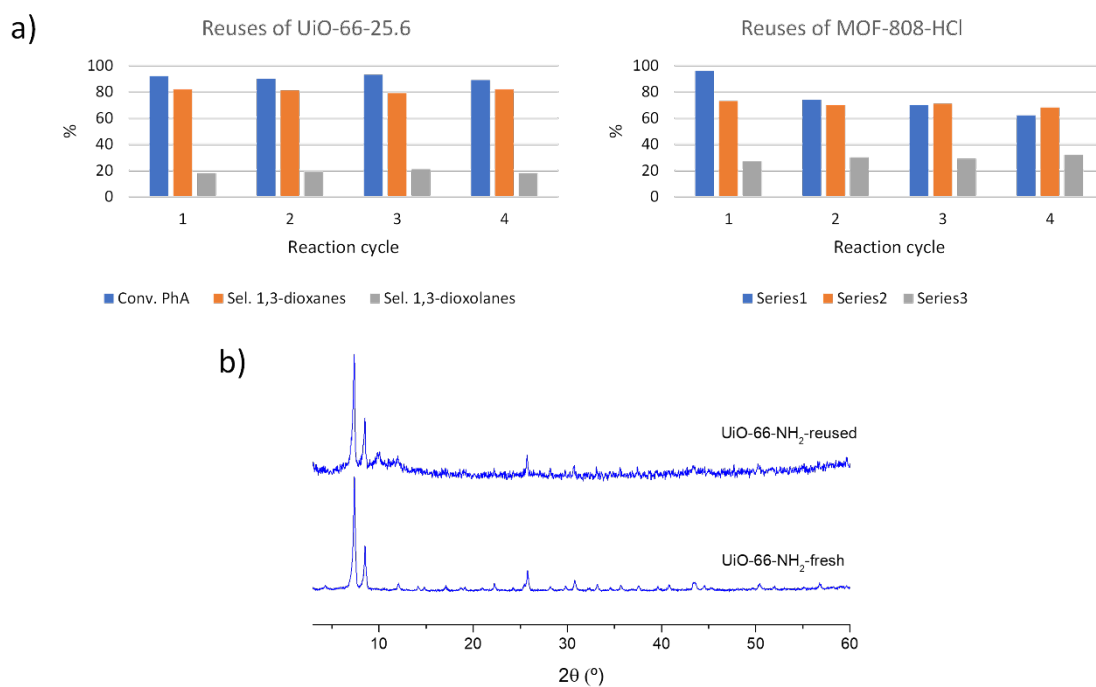 a)
Reuses of UiO-66-25.6
100
80
60
40
20
0
%
1 2 3 4
Reaction cycle
Conv. PhA Sel. 1,3-dioxanes Sel. 1,3-dioxolanes
Reuses of MOF-808-HCl
100
80
60
40
20
0
%
1 2 3 4
Reaction cycle
Series1 Series2 Series3
b)
UiO-66-NH₂-reused
UiO-66-NH₂-fresh
10 20 30 40 50 60
2θ (º)